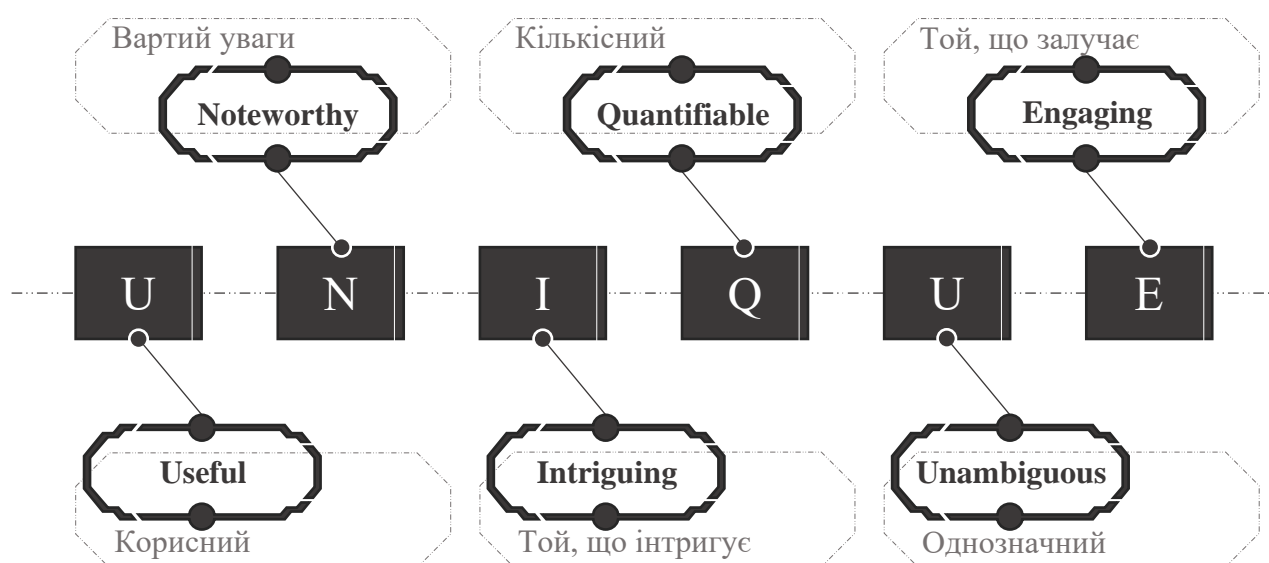 Вартий уваги
Кількісний
Той, що залучає
Noteworthy
Quantifiable
Engaging
U
N
I
Q
U
E
Useful
Intriguing
Unambiguous
Корисний
Той, що інтригує
Однозначний